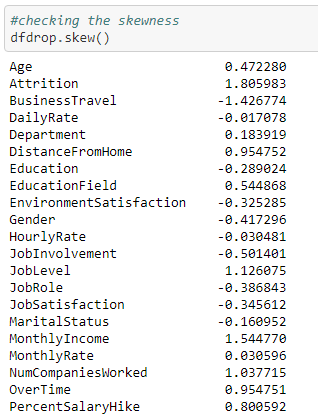 #checking the skewness
dfdrop.skew()
Age 0.472280
Attrition 1.805983
BusinessTravel -1.426774
DailyRate -0.017078
Department 0.183919
DistanceFromHome 0.954752
Education -0.289024
EducationField 0.544868
EnvironmentSatisfaction -0.325285
Gender -0.417296
HourlyRate -0.030481
JobInvolvement -0.501401
JobLevel 1.126075
JobRole -0.386843
JobSatisfaction -0.345612
MaritalStatus -0.160952
MonthlyIncome 1.544770
MonthlyRate 0.030596
NumCompaniesWorked 1.037715
OverTime 0.954751
PercentSalaryHike 0.800592